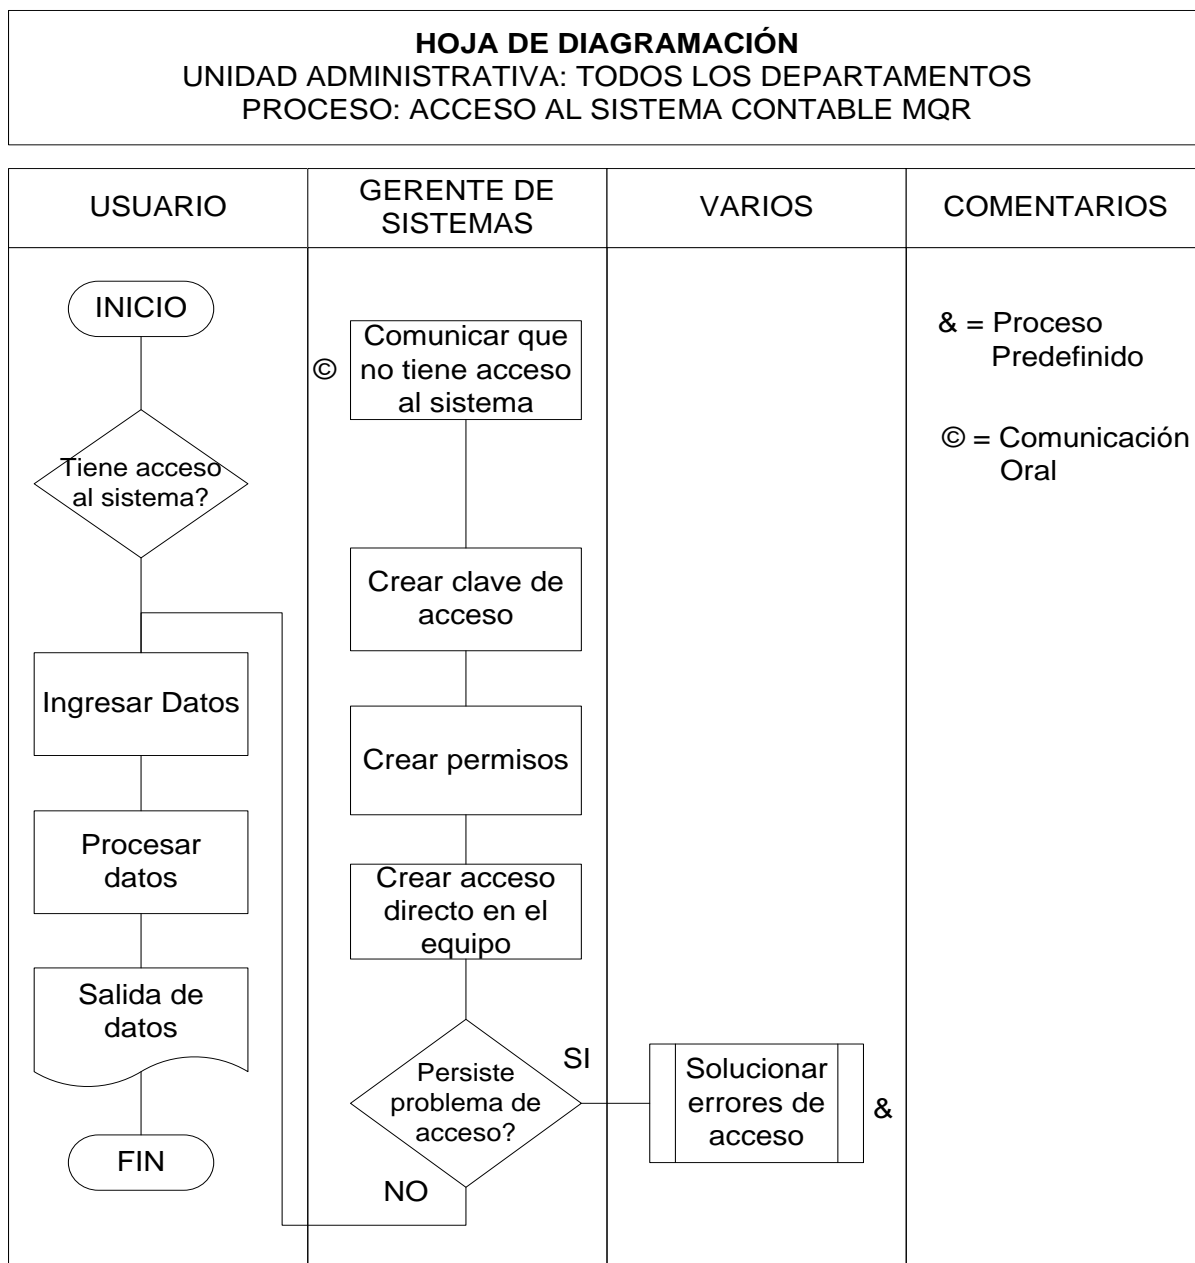 HOJA DE DIAGRAMACIÓN
UNIDAD ADMINISTRATIVA: TODOS LOS DEPARTAMENTOS
PROCESO: ACCESO AL SISTEMA CONTABLE MQR
USUARIO
GERENTE DE
SISTEMAS
VARIOS
COMENTARIOS
INICIO
Tiene acceso
al sistema?
Ingresar Datos
Procesar
datos
Salida de
datos
FIN
©
Comunicar que
no tiene acceso
al sistema
Crear clave de
acceso
Crear permisos
Crear acceso
directo en el
equipo
Persiste
problema de
acceso?
SI
NO
Solucionar
errores de
acceso
&
& = Proceso
Predefinido
© = Comunicación
Oral